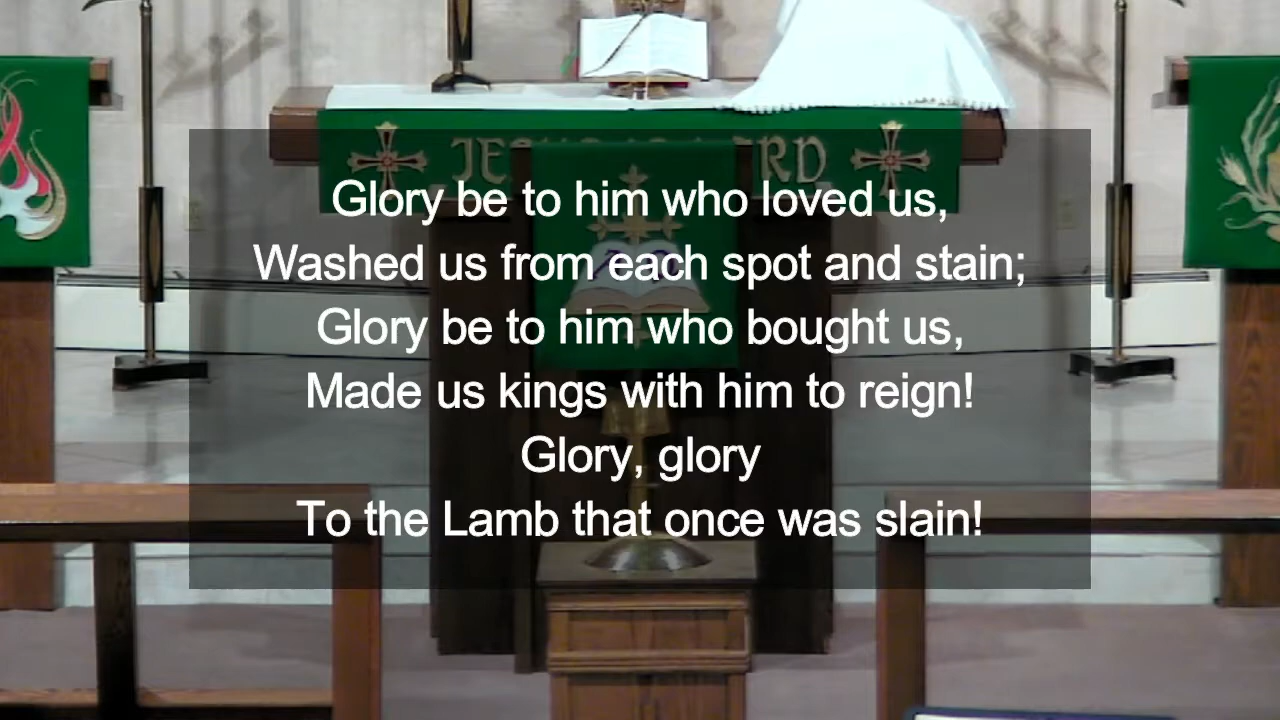 Glory be to him who loved us,
Washed us from each spot and stain;
Glory be to him who bought us,
Made us kings with him to reign!
Glory, glory
To the Lamb that once was slain!